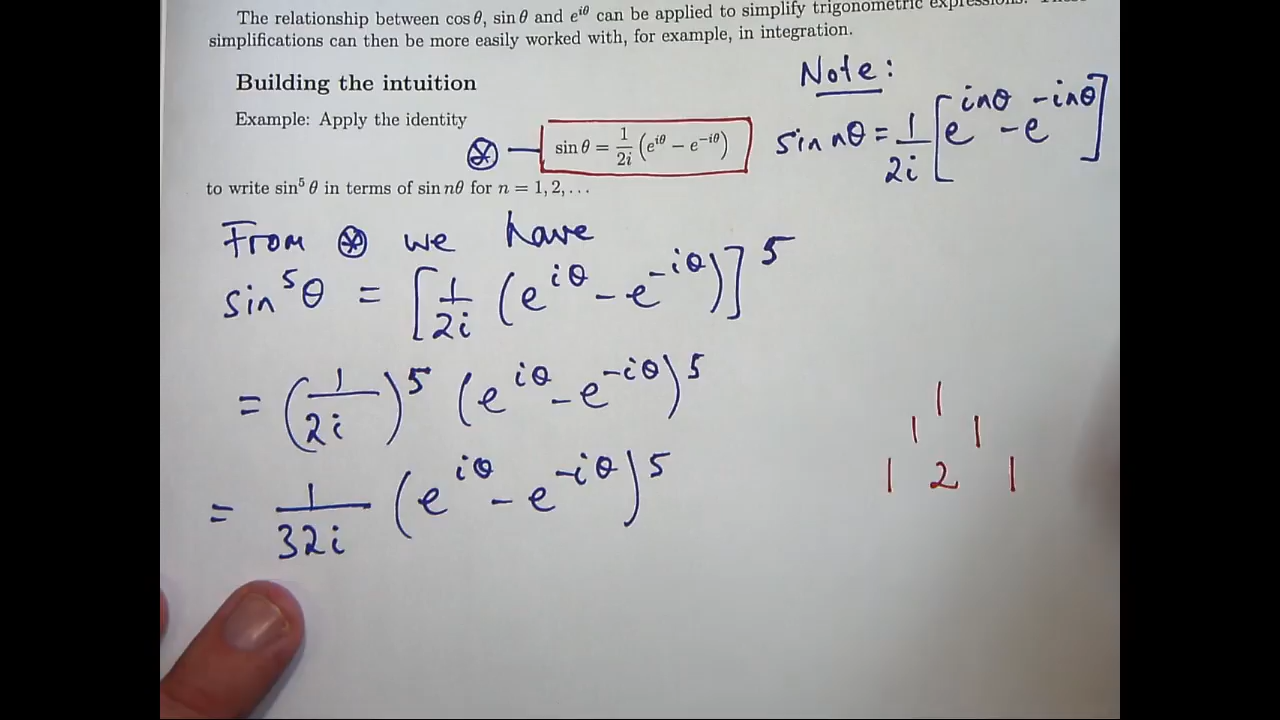 The relationship between cos θ, sin θ and e^{iθ} can be applied to simplify trigonometric expressions.
simplifications can then be more easily worked with, for example, in integration.
Building the intuition
Note:
Example: Apply the identity
⊛ — sin θ = 1/2i (e^{iθ} − e^{−iθ})
sin nθ = 1/2i [e^{inθ} − e^{−inθ}]
to write sin⁵ θ in terms of sin nθ for n = 1, 2, . . .
From ⊛ we have
sin⁵θ = [1/2i (e^{iθ} − e^{−iθ})]⁵
= (1/2i)⁵ (e^{iθ} − e^{−iθ})⁵
= 1/32i (e^{iθ} − e^{−iθ})⁵
1
1 1
1 2 1